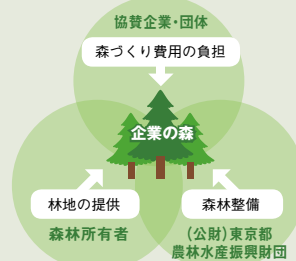 協賛企業・団体
森づくり費用の負担
企業の森
林地の提供
森林所有者
森林整備
(公財)東京都
農林水産振興財団